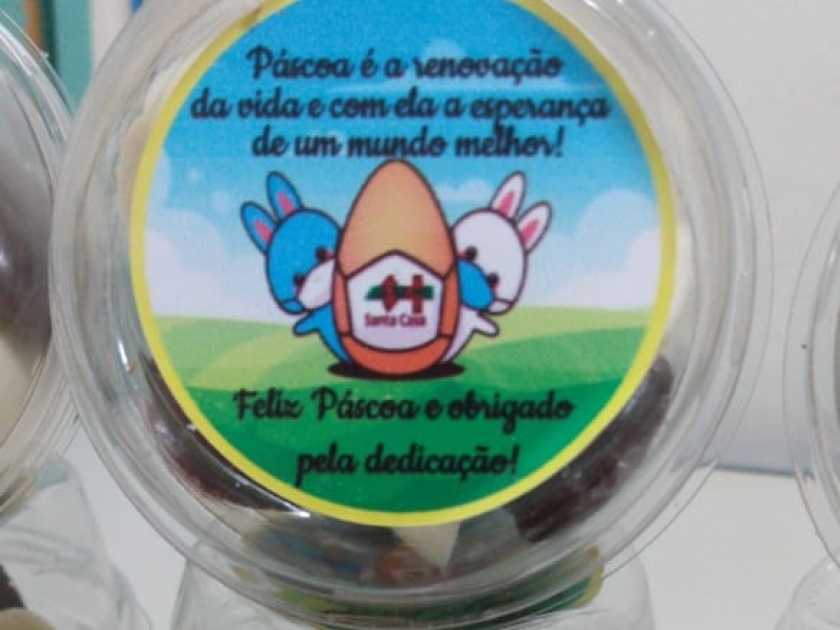 Páscoa é a renovação
da vida e com ela a esperança
de um mundo melhor!
Santa Casa
Feliz Páscoa e obrigado
pela dedicação!